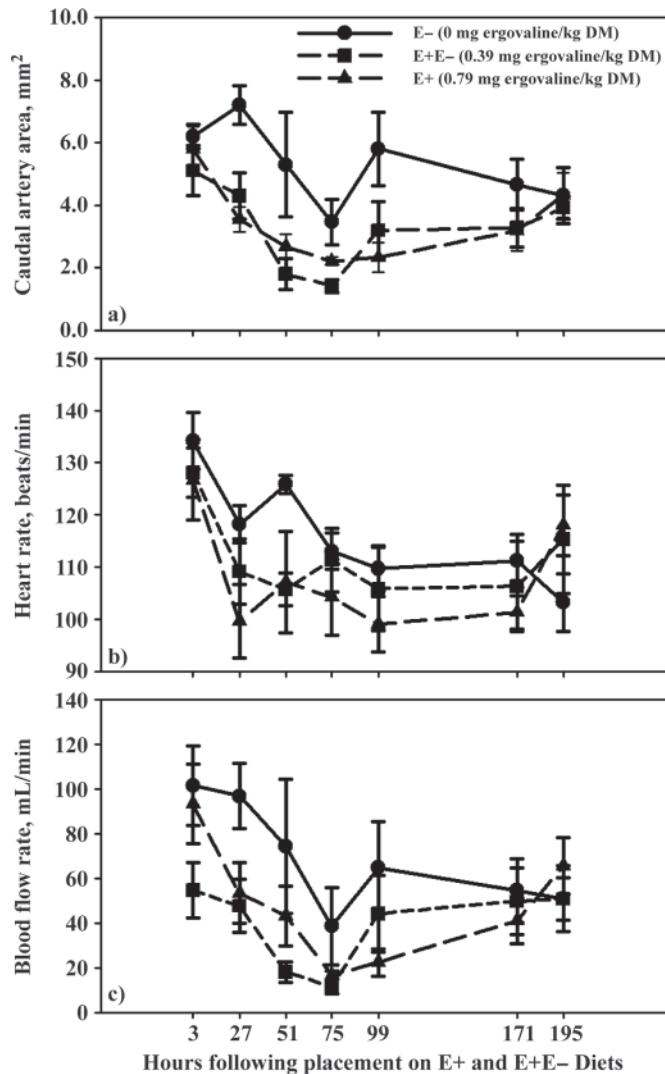 10.0
8.0
6.0
4.0
2.0
0.0
Caudal artery area, mm²
E− (0 mg ergovaline/kg DM)
E+E− (0.39 mg ergovaline/kg DM)
E+ (0.79 mg ergovaline/kg DM)
a)
150
140
130
120
110
100
90
Heart rate, beats/min
b)
140
120
100
80
60
40
20
0
Blood flow rate, mL/min
c)
3 27 51 75 99 171 195
Hours following placement on E+ and E+E− Diets